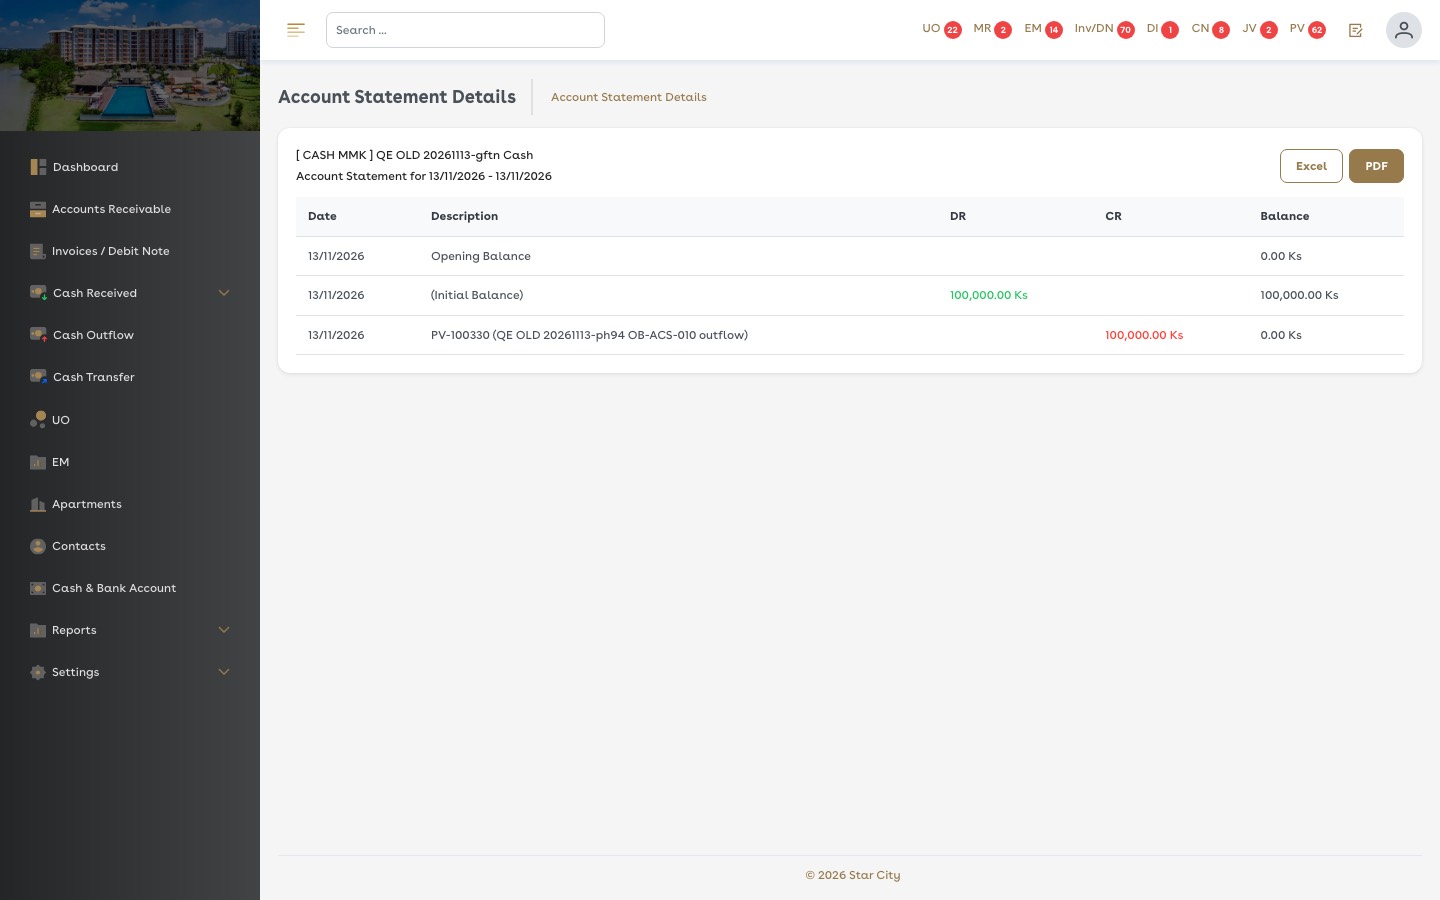 Search ...
UO 22 MR 2 EM 14 Inv/DN 70 DI 1 CN 8 JV 2 PV 62
Dashboard
Accounts Receivable
Invoices / Debit Note
Cash Received
Cash Outflow
Cash Transfer
UO
EM
Apartments
Contacts
Cash & Bank Account
Reports
Settings
Account Statement Details
Account Statement Details
[ CASH MMK ] QE OLD 20261113-gftn Cash
Account Statement for 13/11/2026 - 13/11/2026
Excel PDF
Date Description DR CR Balance
13/11/2026 Opening Balance 0.00 Ks
13/11/2026 (Initial Balance) 100,000.00 Ks 100,000.00 Ks
13/11/2026 PV-100330 (QE OLD 20261113-ph94 OB-ACS-010 outflow) 100,000.00 Ks 0.00 Ks
© 2026 Star City